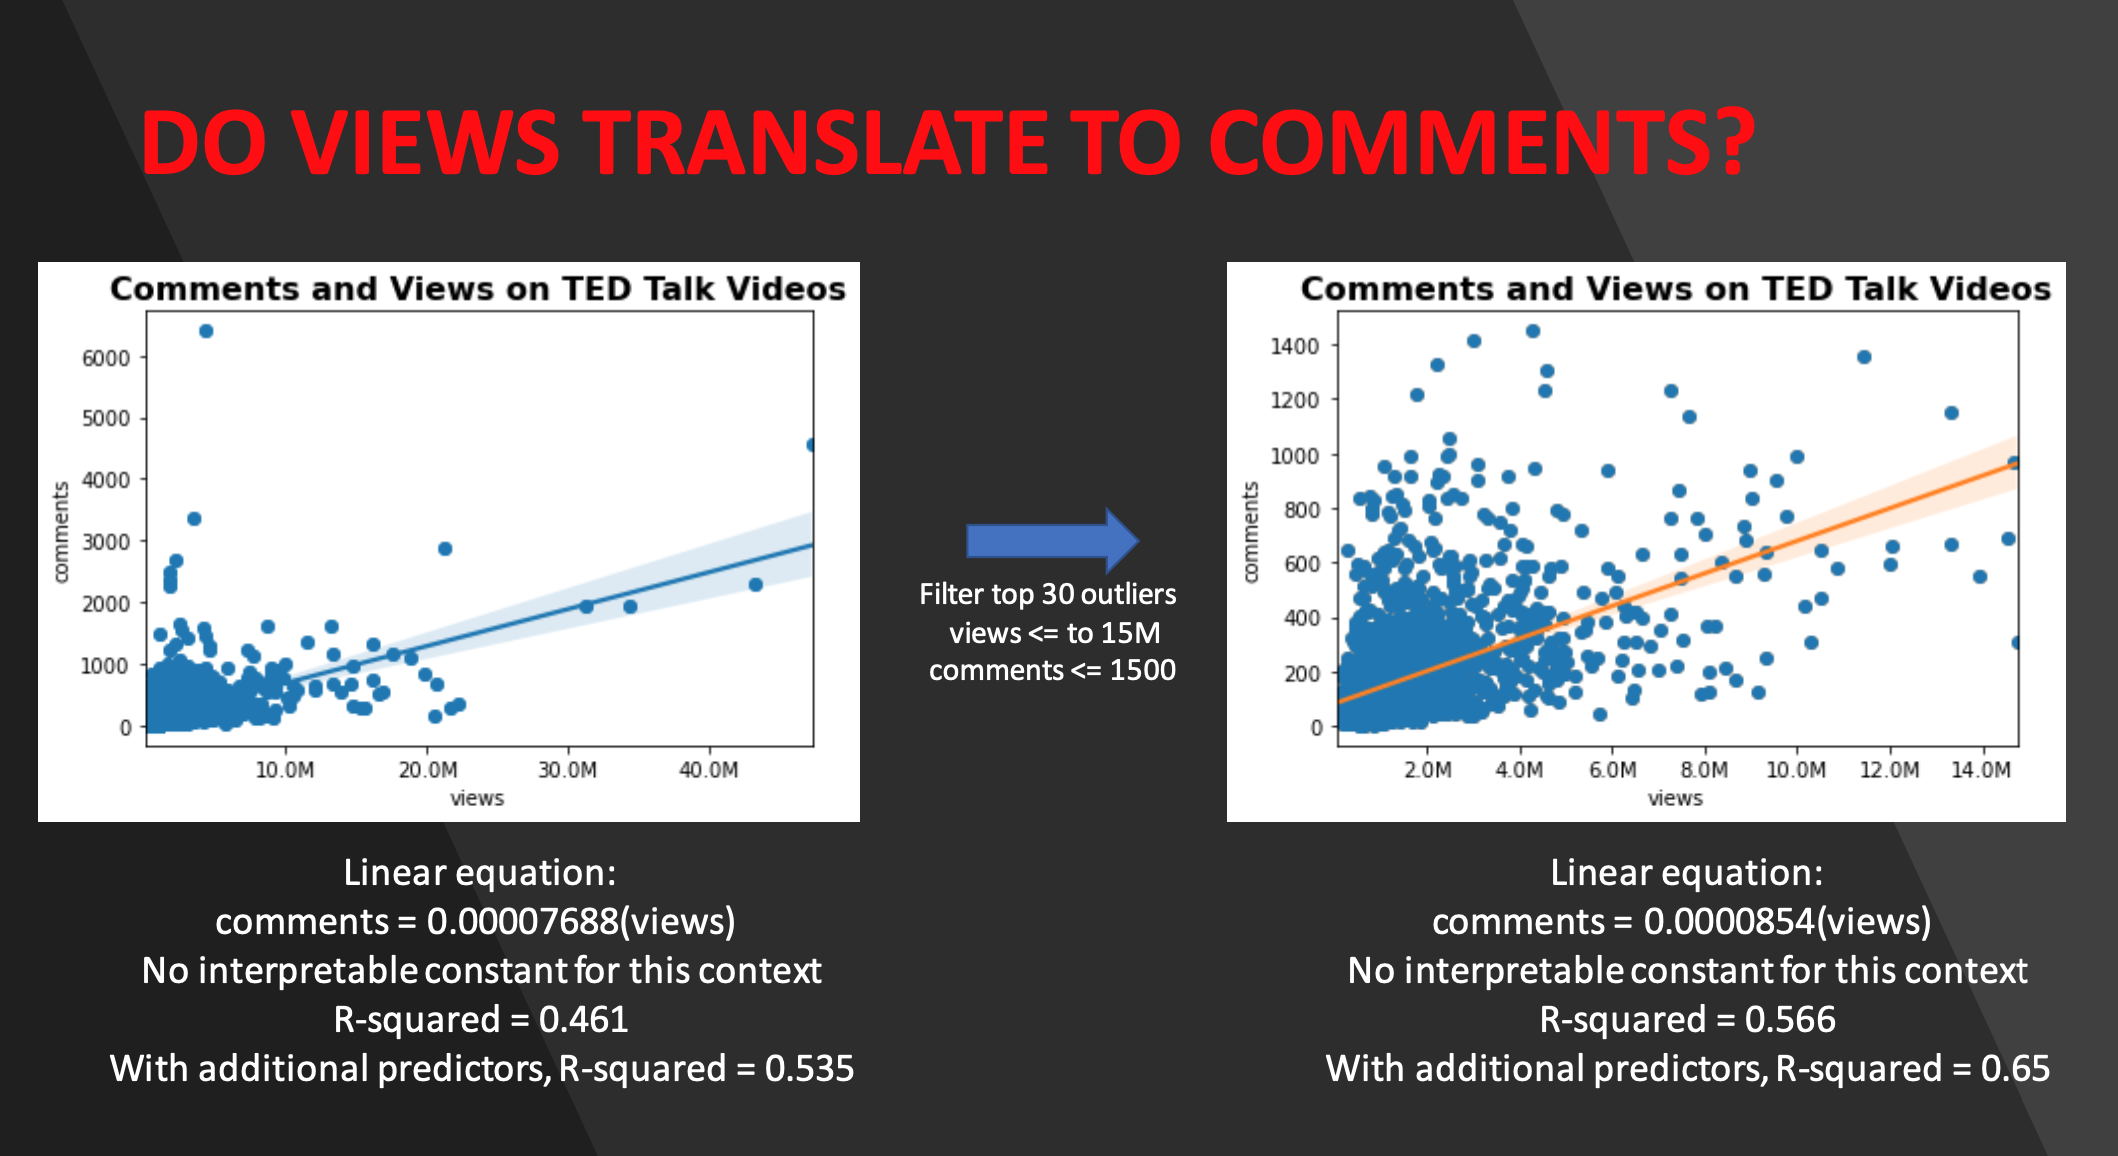 DO VIEWS TRANSLATE TO COMMENTS?
Comments and Views on TED Talk Videos
6000
5000
4000
3000
2000
1000
0
comments
10.0M 20.0M 30.0M 40.0M
views
Filter top 30 outliers
views <= to 15M
comments <= 1500
Comments and Views on TED Talk Videos
1400
1200
1000
800
600
400
200
0
comments
2.0M 4.0M 6.0M 8.0M 10.0M 12.0M 14.0M
views
Linear equation:
comments = 0.00007688(views)
No interpretable constant for this context
R-squared = 0.461
With additional predictors, R-squared = 0.535
Linear equation:
comments = 0.0000854(views)
No interpretable constant for this context
R-squared = 0.566
With additional predictors, R-squared = 0.65